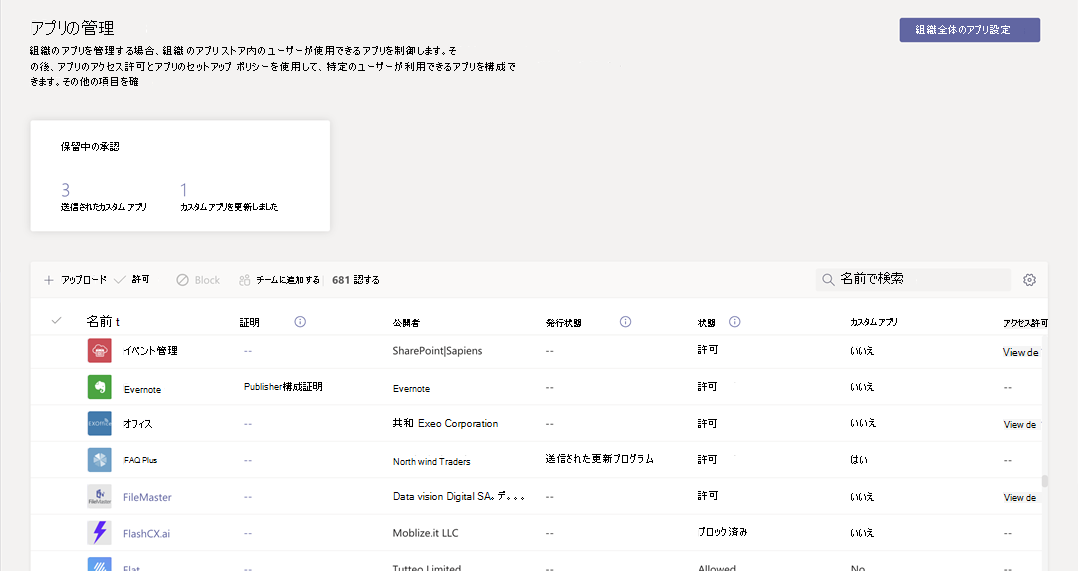 アプリの管理
組織全体のアプリ設定
組織のアプリを管理する場合、組織 のアプリストア内のユーザーが使用できるアプリを制御します。そ
の後、アプリのアクセス許可とアプリのセットアップ ポリシーを使用して、特定のユーザーが利用できるアプリを構成で
きます。その他の項目を確
保留中の承認
3 1
送信されたカスタム アプリ カスタム アプリを更新しました
アップロード 許可 Block チームに追加する 681 認する 名前で検索
名前 t 証明 公開者 発行状態 状態 カスタム アプリ アクセス許可
イベント管理 -- SharePoint|Sapiens -- 許可 いいえ View de
Evernote Publisher構成証明 Evernote -- 許可 いいえ --
exomite オフィス -- 共和 Exeo Corporation -- 許可 いいえ View de
FAQ Plus -- North wind Traders 送信された更新プログラム 許可 はい --
FileMaster FileMaster -- Data vision Digital SA。デ。。。 -- 許可 いいえ View de
FlashCX.ai -- Moblize.it LLC -- ブロック済み いいえ --
Flat -- Tutteo Limited -- Allowed No --